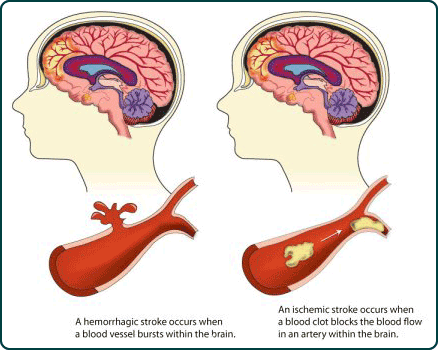 A hemorrhagic stroke occurs when
a blood vessel bursts within the brain.
An ischemic stroke occurs when
a blood clot blocks the blood flow
in an artery within the brain.